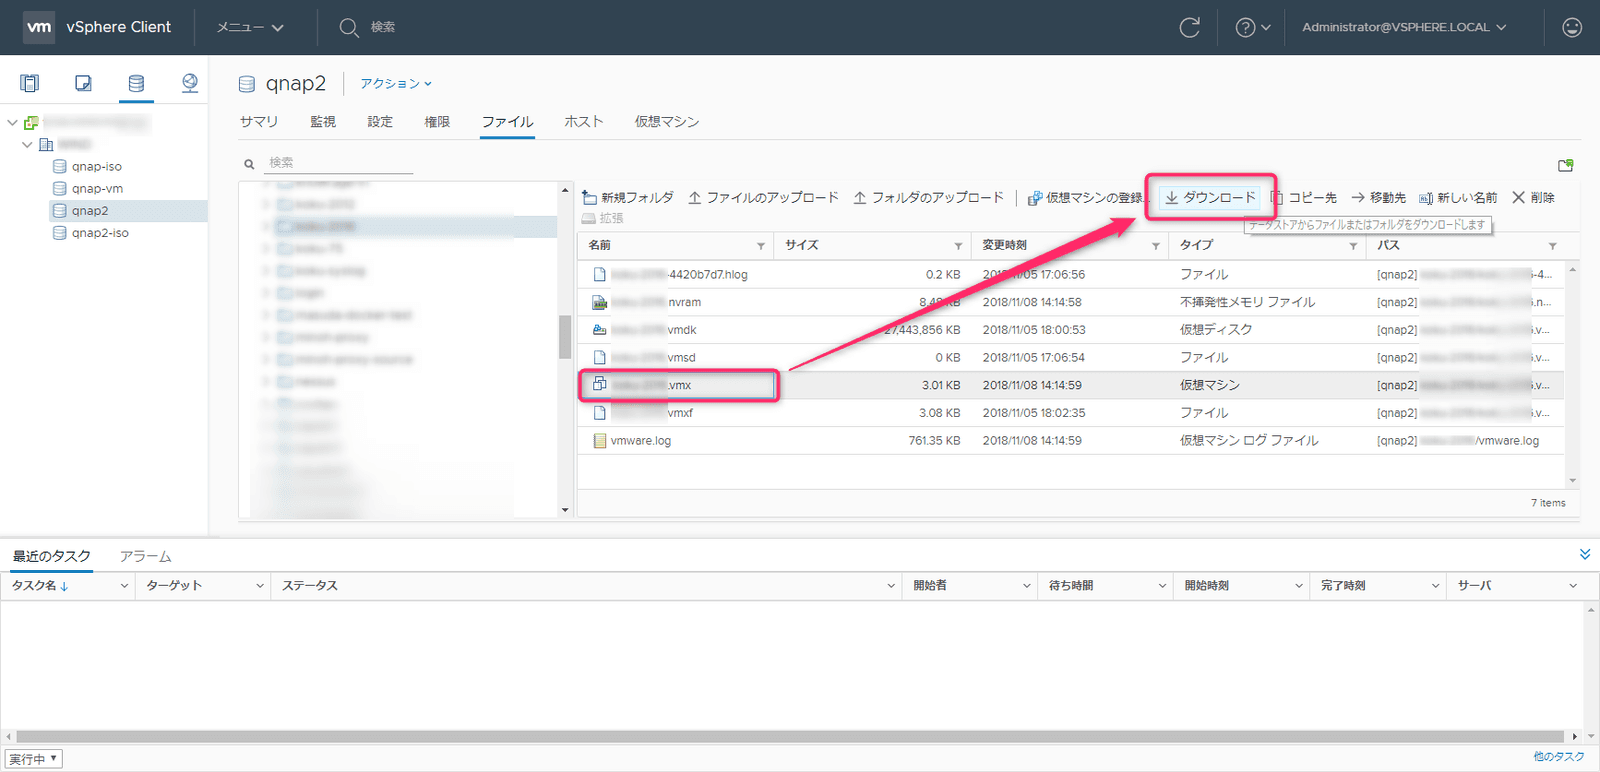 vm vSphere Client メニュー 検索 Administrator@VSPHERE.LOCAL
qnap2 アクション
サマリ 監視 設定 権限 ファイル ホスト 仮想マシン
qnap-iso
qnap-vm
qnap2
qnap2-iso
検索
新規フォルダ ファイルのアップロード フォルダのアップロード 仮想マシンの登録... ダウンロード コピー先 移動先 新しい名前 削除
拡張
データストアからファイルまたはフォルダをダウンロードします
名前 サイズ 変更時刻 タイプ パス
-4420b7d7.hlog 0.2 KB 2018/11/05 17:06:56 ファイル [qnap2] -4...
nvram 8.48 KB 2018/11/08 14:14:58 不揮発性メモリ ファイル [qnap2] .n...
vmdk 27,443,856 KB 2018/11/05 18:00:53 仮想ディスク [qnap2] .v...
vmsd 0 KB 2018/11/05 17:06:54 ファイル [qnap2] .v...
.vmx 3.01 KB 2018/11/08 14:14:59 仮想マシン [qnap2] .v...
vmxf 3.08 KB 2018/11/05 18:02:35 ファイル [qnap2] .v...
vmware.log 761.35 KB 2018/11/08 14:14:59 仮想マシン ログ ファイル [qnap2] /vmware.log
7 items
最近のタスク アラーム
タスク名 ターゲット ステータス 開始者 待ち時間 開始時刻 完了時刻 サーバ
実行中 他のタスク